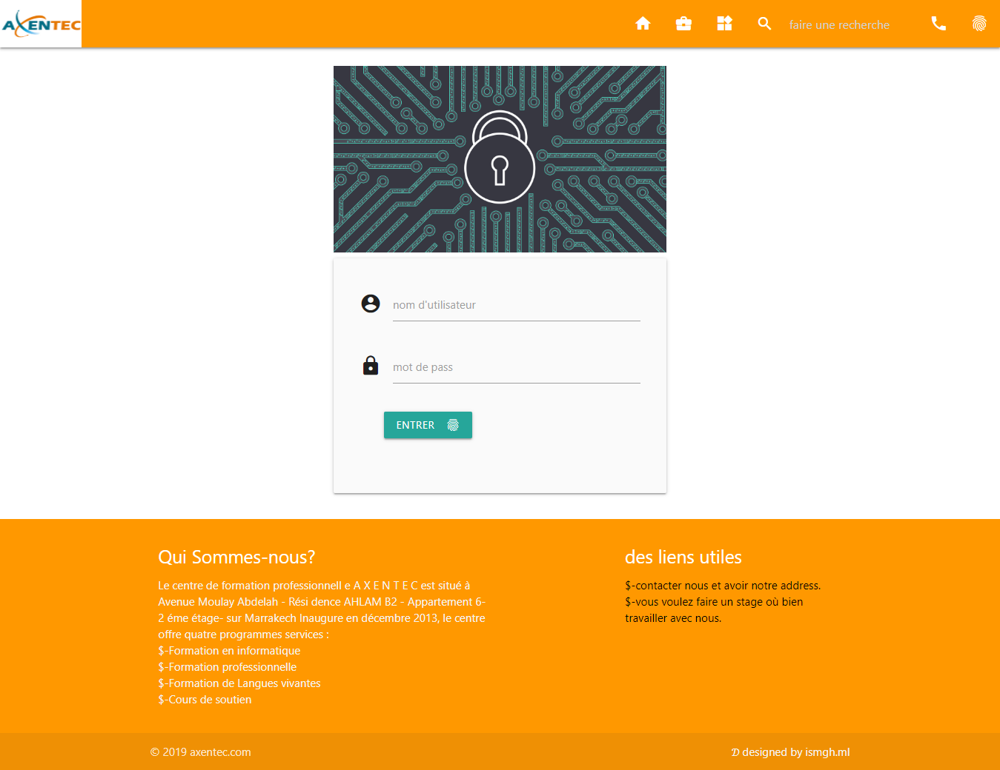 AXENTEC
faire une recherche
nom d'utilisateur
mot de pass
ENTRER
Qui Sommes-nous?
Le centre de formation professionnell e A X E N T E C est situé à
Avenue Moulay Abdelah - Rési dence AHLAM B2 - Appartement 6-
2 éme étage- sur Marrakech Inaugure en décembre 2013, le centre
offre quatre programmes services :
$-Formation en informatique
$-Formation professionnelle
$-Formation de Langues vivantes
$-Cours de soutien
des liens utiles
$-contacter nous et avoir notre address.
$-vous voulez faire un stage où bien
travailler avec nous.
© 2019 axentec.com
𝓓 designed by ismgh.ml